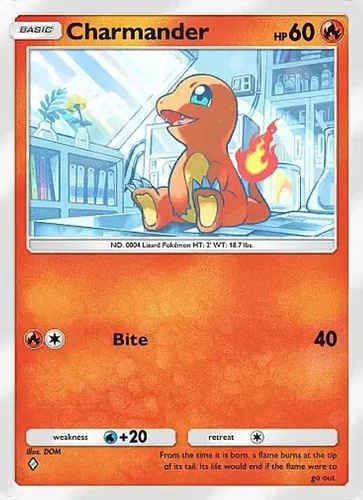 BASIC Charmander HP 60
NO. 0004 Lizard Pokémon HT: 2' WT: 18.7 lbs.
Bite 40
weakness +20 retreat
Illus. DOM
From the time it is born, a flame burns at the tip
of its tail. Its life would end if the flame were to
go out.